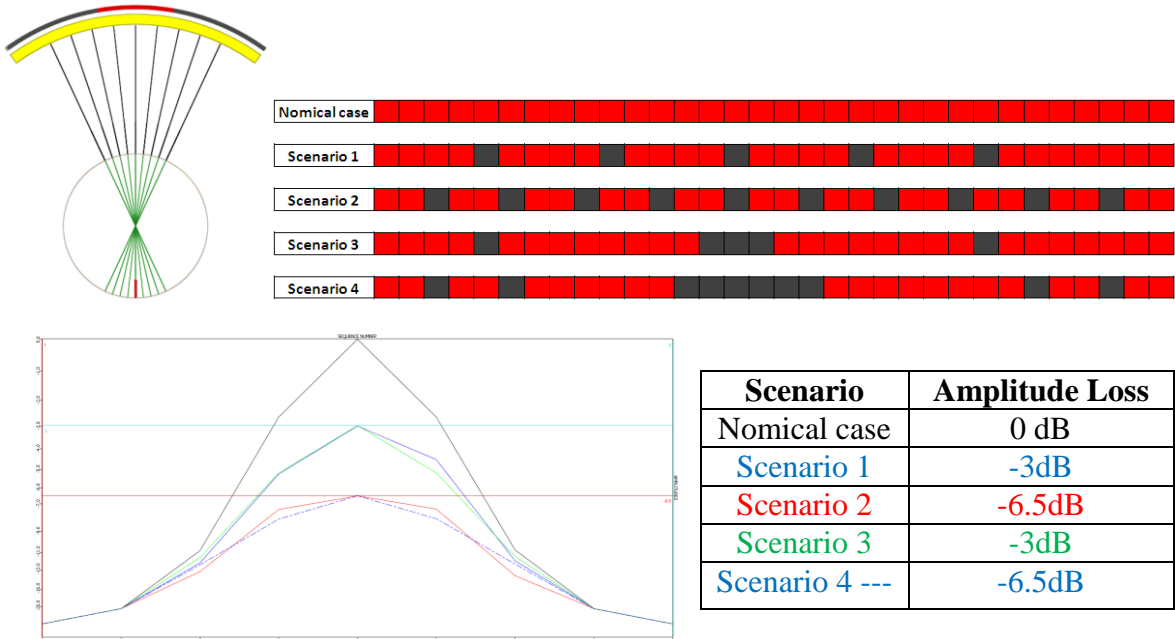 Nomical case
Scenario 1
Scenario 2
Scenario 3
Scenario 4
SEQUENCE NUMBER
Scenario Amplitude Loss
Nomical case 0 dB
Scenario 1 -3dB
Scenario 2 -6.5dB
Scenario 3 -3dB
Scenario 4 --- -6.5dB